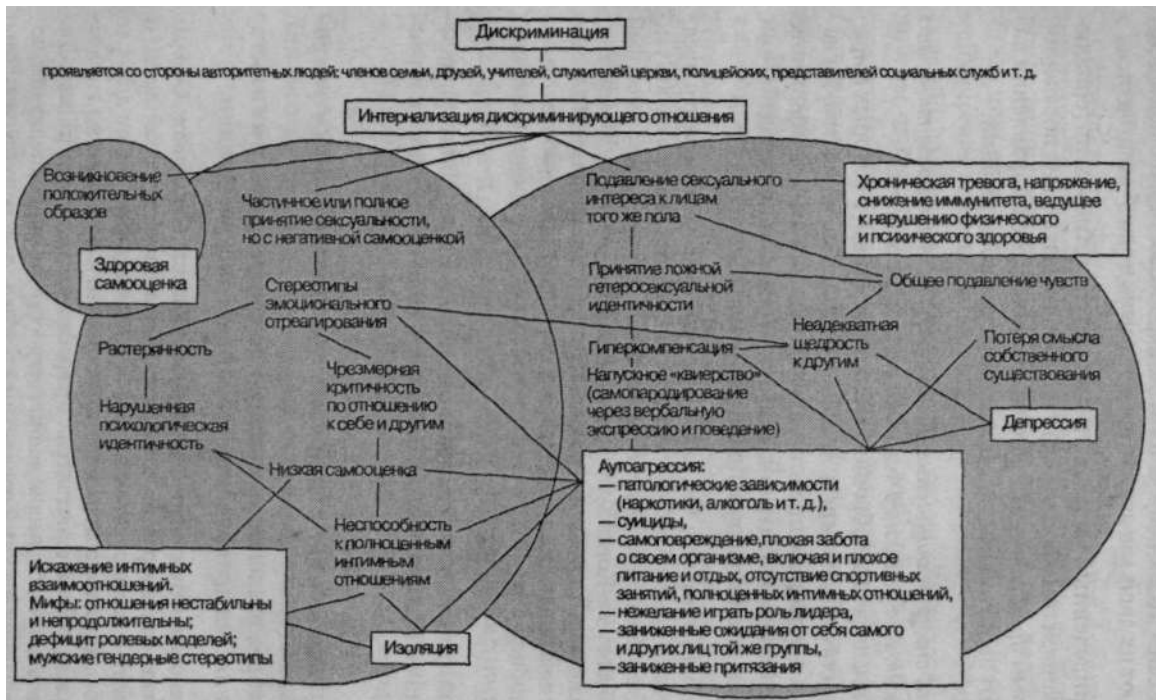 Дискриминация
проявляется со стороны авторитетных людей: членов семьи, друзей, учителей, служителей церкви, полицейских, представителей социальных служб и т. д.
Интернализация дискриминирующего отношения
Возникновение
положительных
образов
Здоровая
самооценка
Частичное или полное
принятие сексуальности,
но с негативной самооценкой
Стереотипы
эмоционального
отреагирования
Растерянность
Чрезмерная
критичность
по отношению
к себе и другим
Нарушенная
психологическая
идентичность
Низкая самооценка
Неспособность
к полноценным
интимным
отношениям
Искажение интимных
взаимоотношений.
Мифы: отношения нестабильны
и непродолжительны;
дефицит ролевых моделей;
мужские гендерные стереотипы
Изоляция
Подавление сексуального
интереса к лицам
того же пола
Хроническая тревога, напряжение,
снижение иммунитета, ведущее
к нарушению физического
и психического здоровья
Принятие ложной
гетеросексуальной
идентичности
Общее подавление чувств
Гиперкомпенсация
Неадекватная
щедрость
к другим
Потеря смысла
собственного
существования
Напускное «квиерство»
(самопародирование
через вербальную
экспрессию и поведение)
Депрессия
Аутоагрессия:
— патологические зависимости
(наркотики, алкоголь и т. д.),
— суициды,
— самоповреждение, плохая забота
о своем организме, включая и плохое
питание и отдых, отсутствие спортивных
занятий, полноценных интимных отношений,
— нежелание играть роль лидера,
— заниженные ожидания от себя самого
и других лиц той же группы,
— заниженные притязания